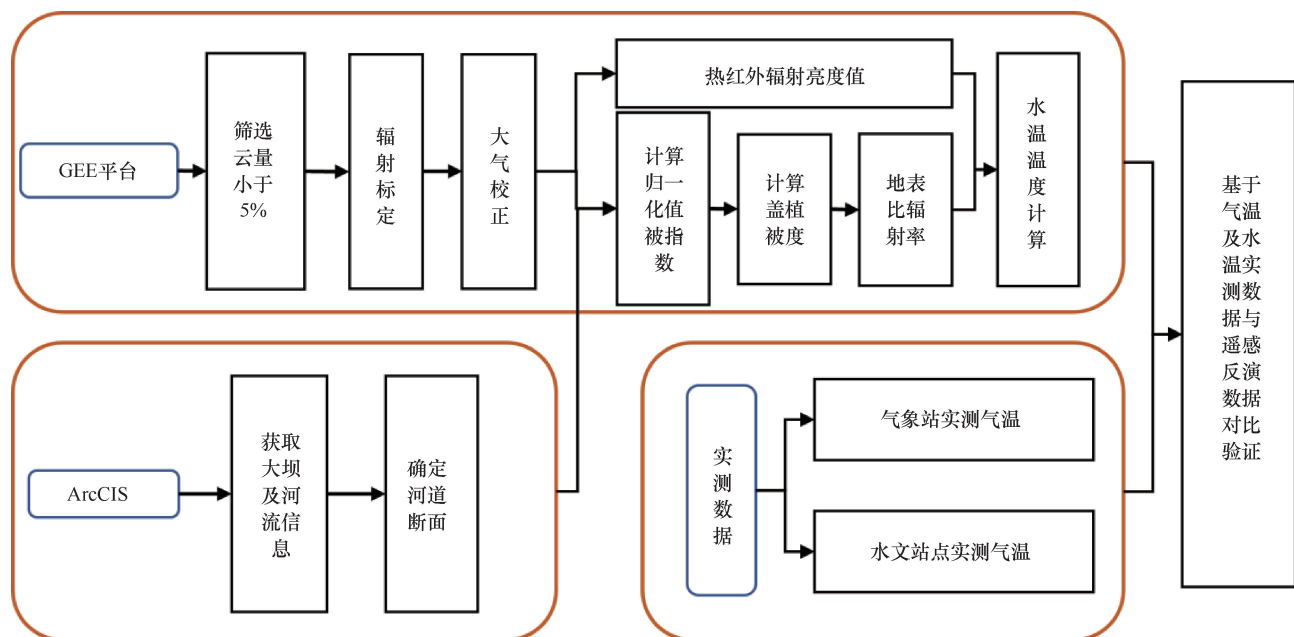 GEE平台
筛选
云量
小于
5%
辐
射
标
定
大
气
校
正
热红外辐射亮度值
计算
归一
化值
被指
数
计算
盖植
被度
地表
比辐
射率
水
温
温
度
计
算
基于
气温
及水
温实
测数
据与
遥感
反演
数据
对比
验证
ArcCIS
获取
大坝
及河
流信
息
确定
河道
断面
实
测
数
据
气象站实测气温
水文站点实测气温